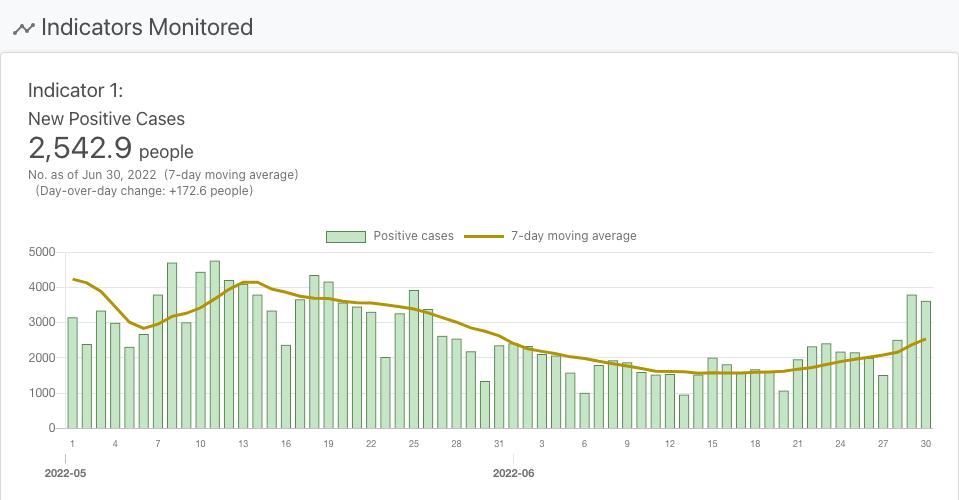 Indicators Monitored
Indicator 1:
New Positive Cases
2,542.9 people
No. as of Jun 30, 2022 (7-day moving average)
(Day-over-day change: +172.6 people)
Positive cases 7-day moving average
5000
4000
3000
2000
1000
0
1 4 7 10 13 16 19 22 25 28 31 3 6 9 12 15 18 21 24 27 30
2022-05 2022-06